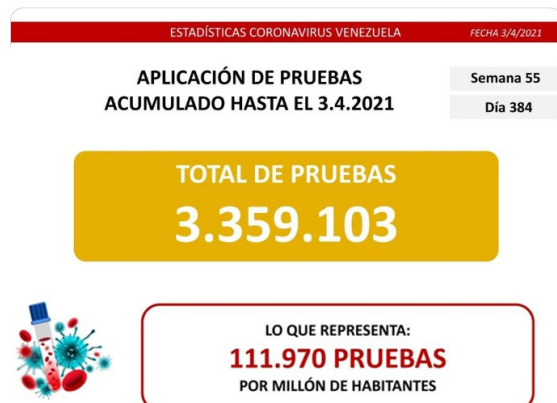 ESTADÍSTICAS CORONAVIRUS VENEZUELA
FECHA 3/4/2021
APLICACIÓN DE PRUEBAS
ACUMULADO HASTA EL 3.4.2021
Semana 55
Día 384
TOTAL DE PRUEBAS
3.359.103
LO QUE REPRESENTA:
111.970 PRUEBAS
POR MILLÓN DE HABITANTES